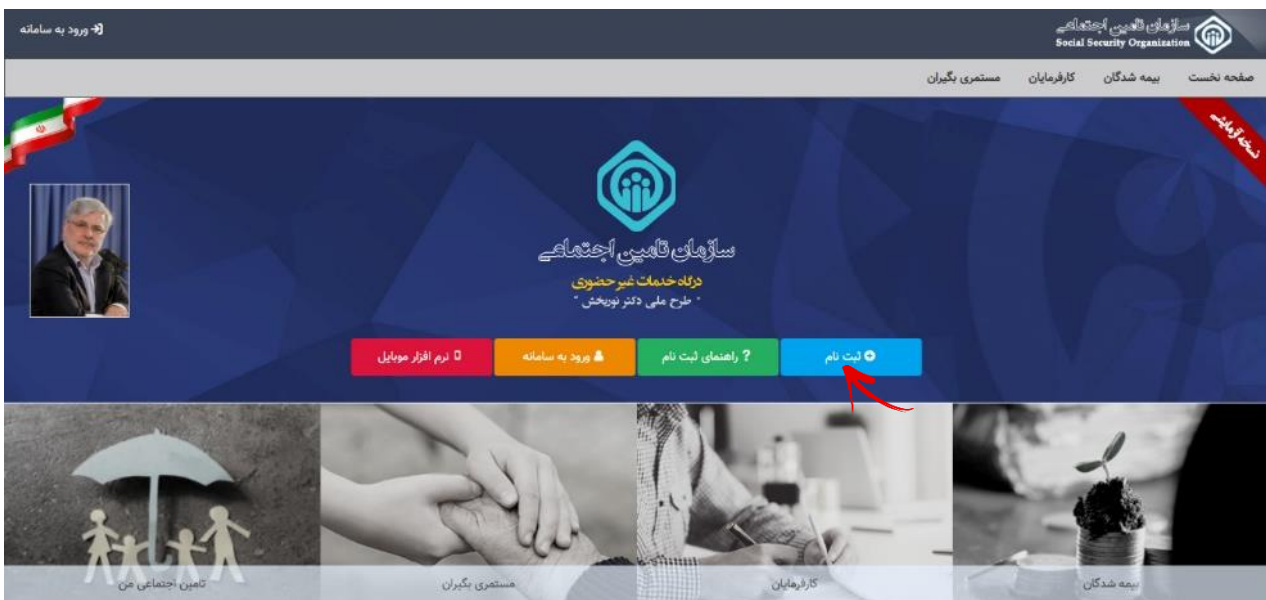 سازمان تامین اجتماعی
Social Security Organization
ورود به سامانه
صفحه نخست
بیمه شدگان
کارفرمایان
مستمری بگیران
نسخه آزمایشی
سازمان تامین اجتماعی
درگاه خدمات غیر حضوری
" طرح ملی دکتر نوربخش "
ثبت نام
? راهنمای ثبت نام
ورود به سامانه
نرم افزار موبایل
بیمه شدگان
کارفرمایان
مستمری بگیران
تامین اجتماعی من